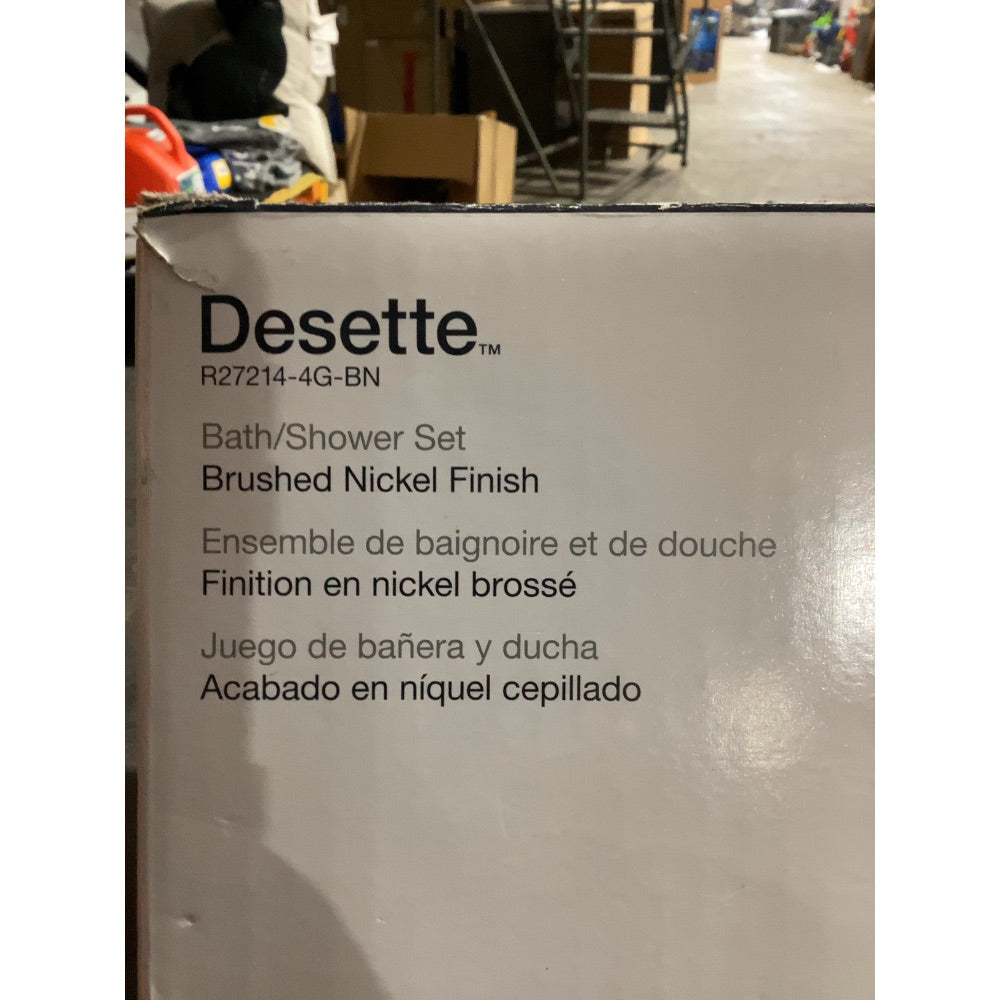 Desette™
R27214-4G-BN
Bath/Shower Set
Brushed Nickel Finish
Ensemble de baignoire et de douche
Finition en nickel brossé
Juego de bañera y ducha
Acabado en níquel cepillado